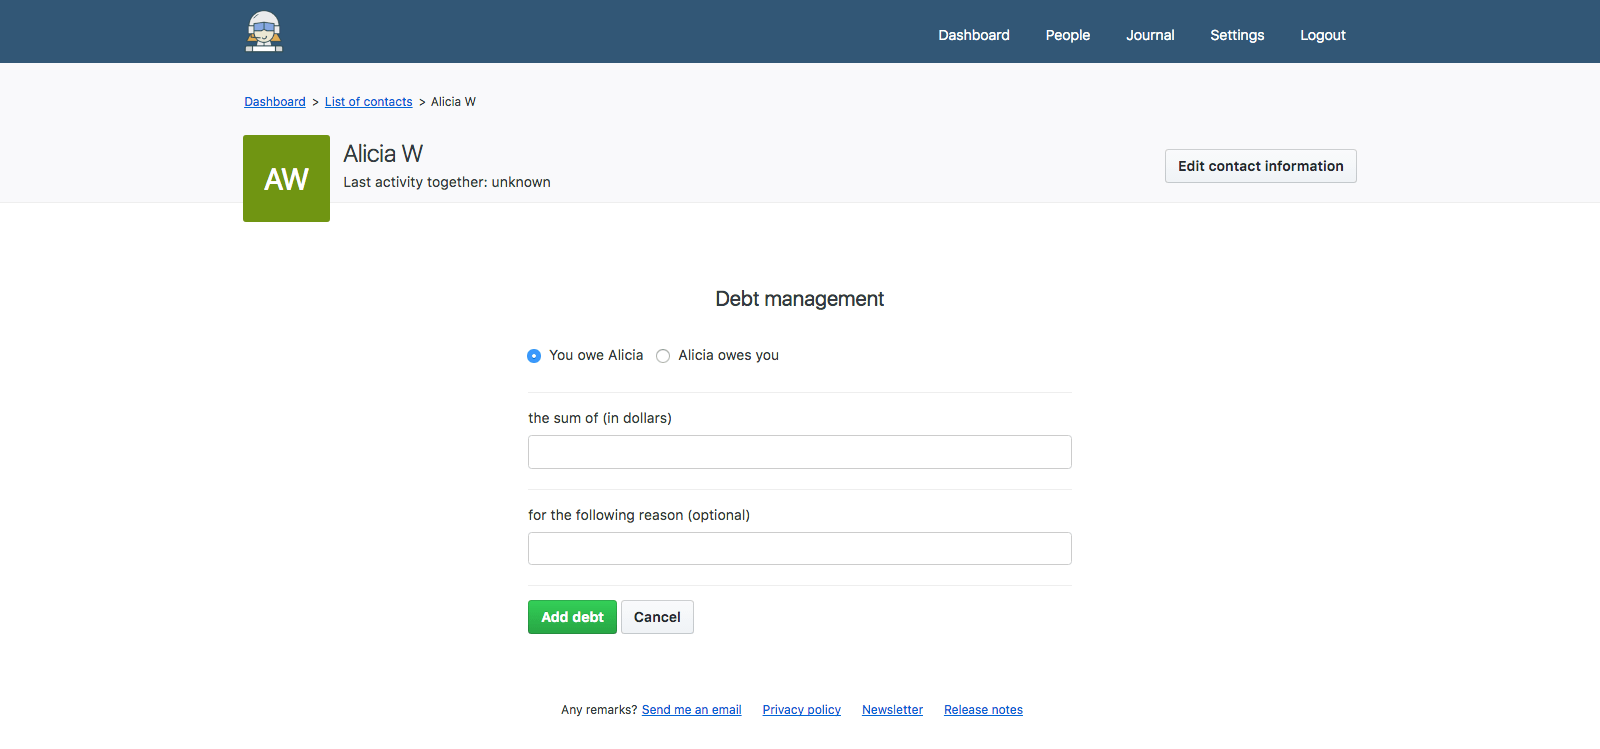 Dashboard People Journal Settings Logout
Dashboard > List of contacts > Alicia W
AW
Alicia W
Last activity together: unknown
Edit contact information
Debt management
You owe Alicia Alicia owes you
the sum of (in dollars)
for the following reason (optional)
Add debt Cancel
Any remarks? Send me an email Privacy policy Newsletter Release notes